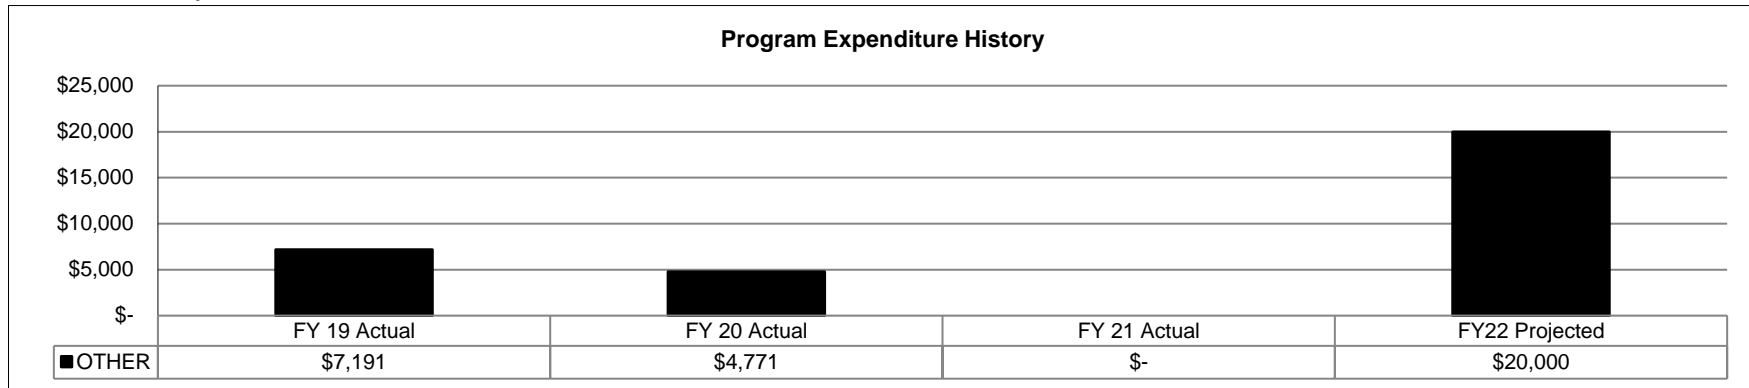 Program Expenditure History
$25,000
$20,000
$15,000
$10,000
$5,000
$-
FY 19 Actual FY 20 Actual FY 21 Actual FY22 Projected
OTHER $7,191 $4,771 $- $20,000